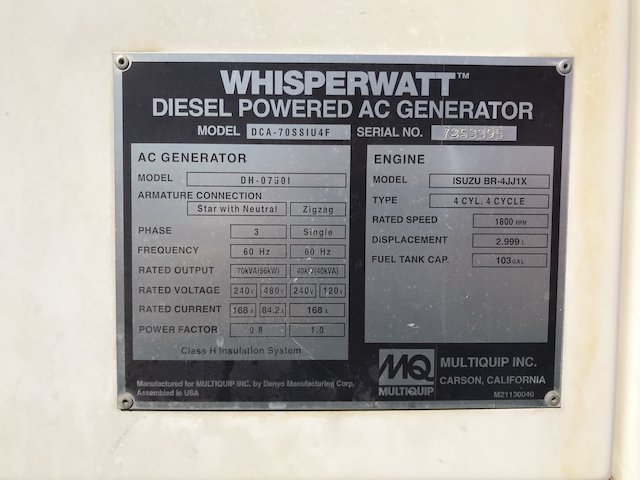 WHISPERWATT™
DIESEL POWERED AC GENERATOR
MODEL DCA-70SSIU4F SERIAL NO. 7353395
AC GENERATOR
MODEL DH-0760I
ARMATURE CONNECTION
Star with Neutral Zigzag
PHASE 3 Single
FREQUENCY 60 Hz 60 Hz
RATED OUTPUT 70kVA(56kW) 40kW(40kVA)
RATED VOLTAGE 240V 480V 240V 120V
RATED CURRENT 168A 84.2A 168A
POWER FACTOR 0.8 1.0
Class H Insulation System
ENGINE
MODEL ISUZU BR-4JJ1X
TYPE 4 CYL. 4 CYCLE
RATED SPEED 1800 RPM
DISPLACEMENT 2.999 L
FUEL TANK CAP. 103 GAL
Manufactured for MULTIQUIP INC. by Denyo Manufacturing Corp.
Assembled in USA
MQ
MULTIQUIP
MULTIQUIP INC.
CARSON, CALIFORNIA
M21130046